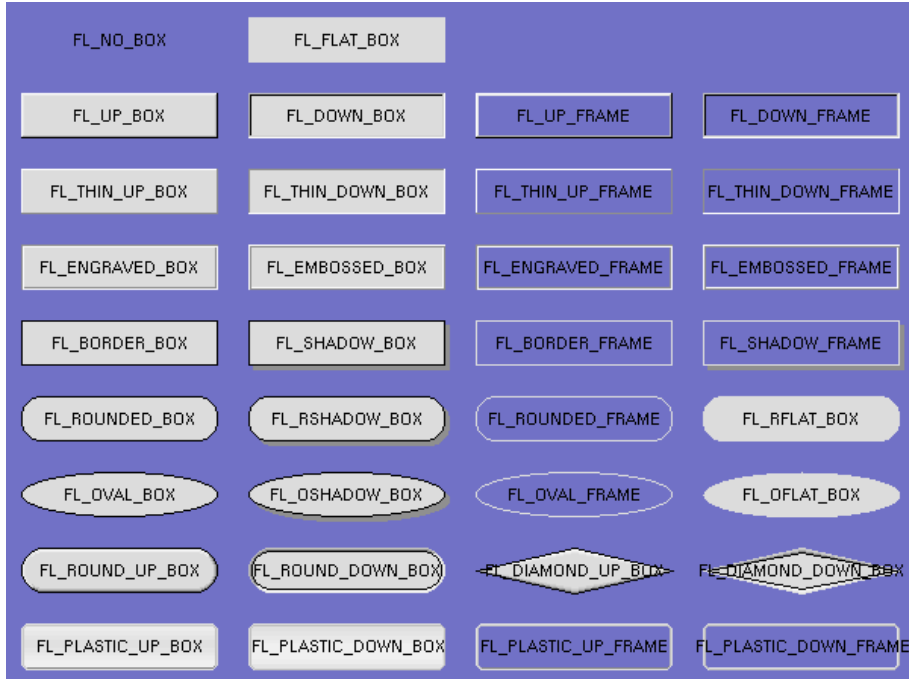 FL_NO_BOX FL_FLAT_BOX
FL_UP_BOX FL_DOWN_BOX FL_UP_FRAME FL_DOWN_FRAME
FL_THIN_UP_BOX FL_THIN_DOWN_BOX FL_THIN_UP_FRAME FL_THIN_DOWN_FRAME
FL_ENGRAVED_BOX FL_EMBOSSED_BOX FL_ENGRAVED_FRAME FL_EMBOSSED_FRAME
FL_BORDER_BOX FL_SHADOW_BOX FL_BORDER_FRAME FL_SHADOW_FRAME
FL_ROUNDED_BOX FL_RSHADOW_BOX FL_ROUNDED_FRAME FL_RFLAT_BOX
FL_OVAL_BOX FL_OSHADOW_BOX FL_OVAL_FRAME FL_OFLAT_BOX
FL_ROUND_UP_BOX FL_ROUND_DOWN_BOX FL_DIAMOND_UP_BOX FL_DIAMOND_DOWN_BOX
FL_PLASTIC_UP_BOX FL_PLASTIC_DOWN_BOX FL_PLASTIC_UP_FRAME FL_PLASTIC_DOWN_FRAME